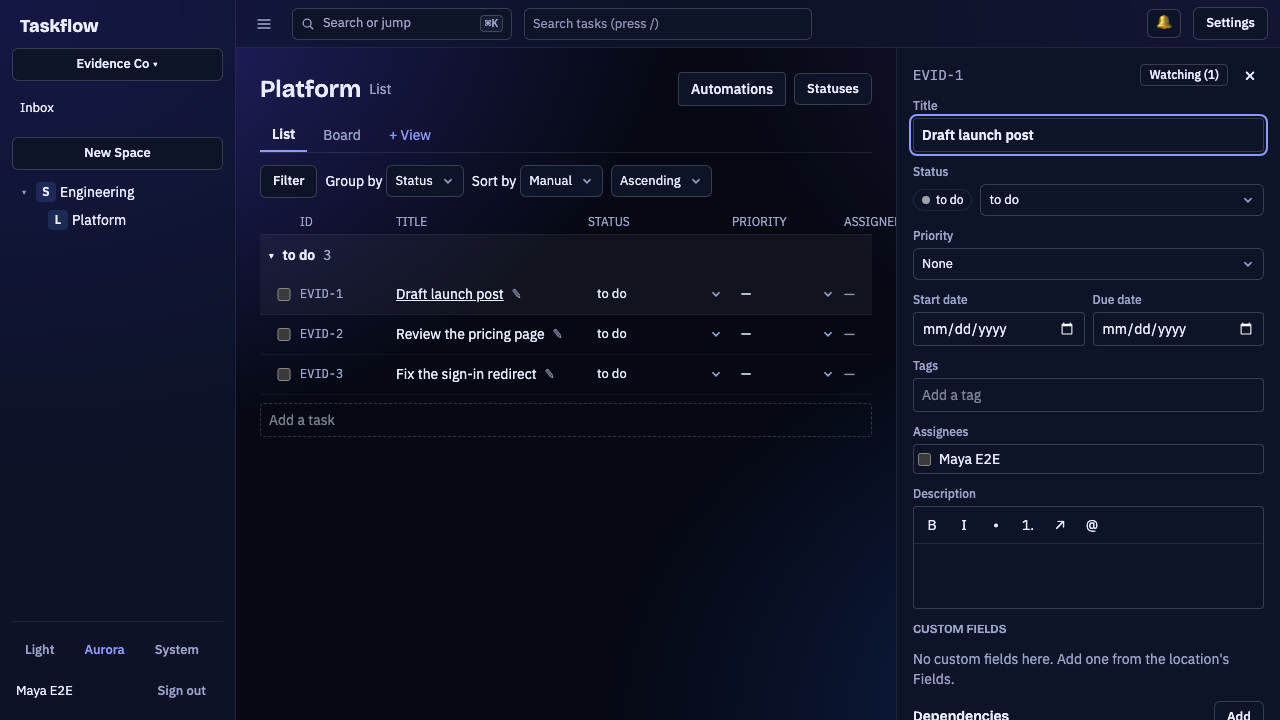 Taskflow
Evidence Co ▾
Inbox
New Space
▾ S Engineering
L Platform
Light Aurora System
Maya E2E Sign out
Search or jump ⌘K
Search tasks (press /)
Settings
Platform List
Automations
Statuses
List Board + View
Filter Group by Status Sort by Manual Ascending
ID TITLE STATUS PRIORITY ASSIGNE
▾ to do 3
EVID-1 Draft launch post ✎ to do — —
EVID-2 Review the pricing page ✎ to do — —
EVID-3 Fix the sign-in redirect ✎ to do — —
Add a task
EVID-1 Watching (1) ✕
Title
Draft launch post
Status
to do to do
Priority
None
Start date Due date
mm/dd/yyyy mm/dd/yyyy
Tags
Add a tag
Assignees
Maya E2E
Description
B I • 1. ↗ @
CUSTOM FIELDS
No custom fields here. Add one from the location's
Fields.
Dependencies Add